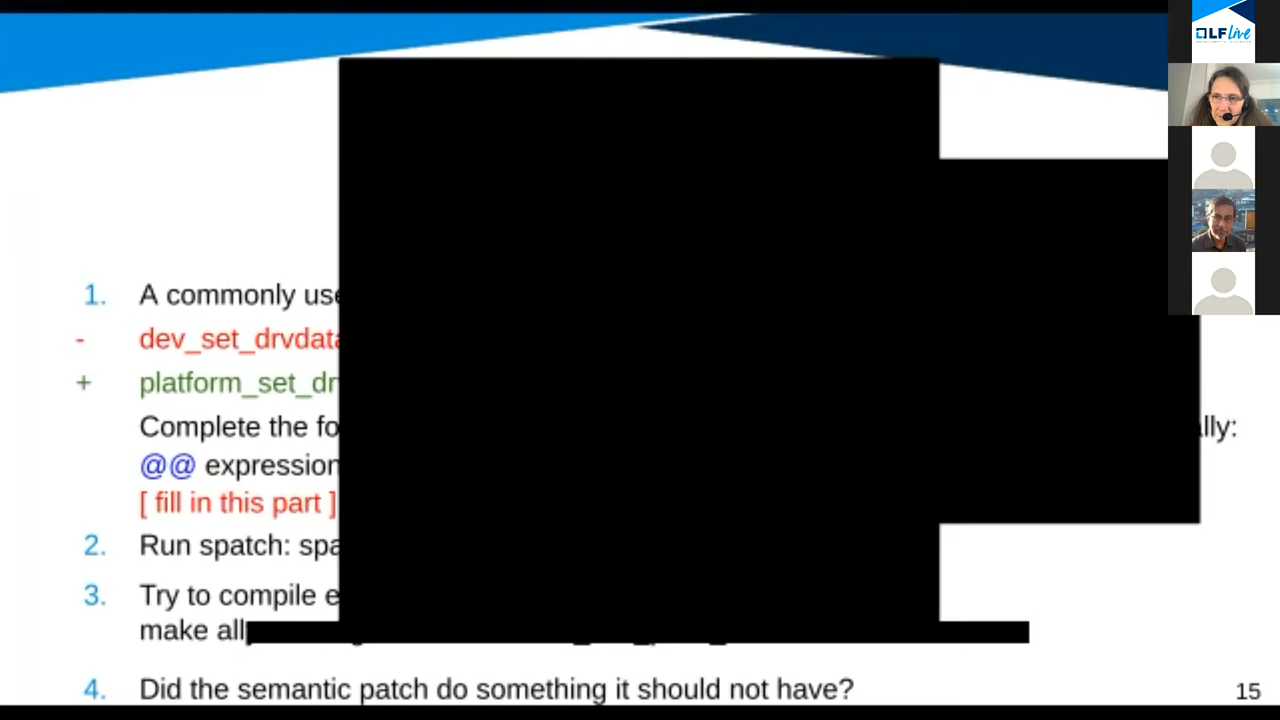 LF live
1. A commonly use
- dev_set_drvdata
+ platform_set_dr
Complete the fo lly:
@@ expression
[ fill in this part ]
2. Run spatch: spa
3. Try to compile e
make all
4. Did the semantic patch do something it should not have?
15